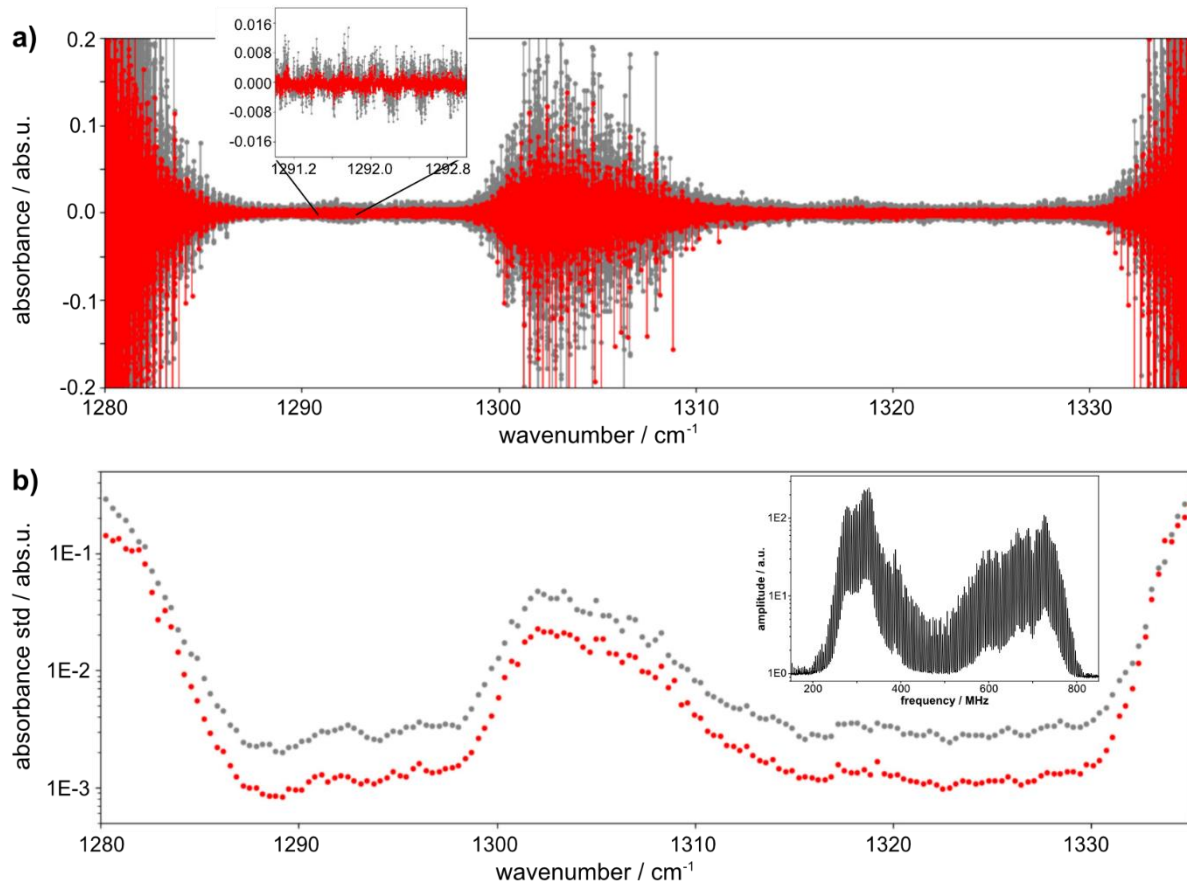 a)
absorbance / abs.u.
0.2
0.1
0.0
-0.1
-0.2
0.016
0.008
0.000
-0.008
-0.016
1291.2 1292.0 1292.8
1280 1290 1300 1310 1320 1330
wavenumber / cm⁻¹
b)
absorbance std / abs.u.
1E-1
1E-2
1E-3
amplitude / a.u.
1E2
1E1
1E0
200 400 600 800
frequency / MHz
1280 1290 1300 1310 1320 1330
wavenumber / cm⁻¹